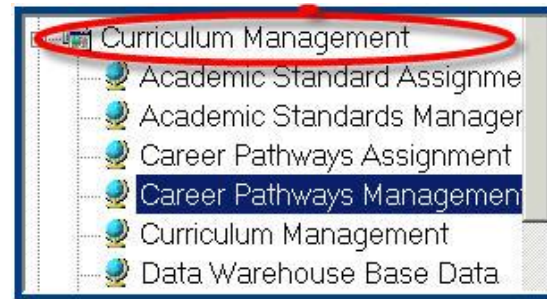 Curriculum Management
Academic Standard Assignme
Academic Standards Manager
Career Pathways Assignment
Career Pathways Management
Curriculum Management
Data Warehouse Base Data